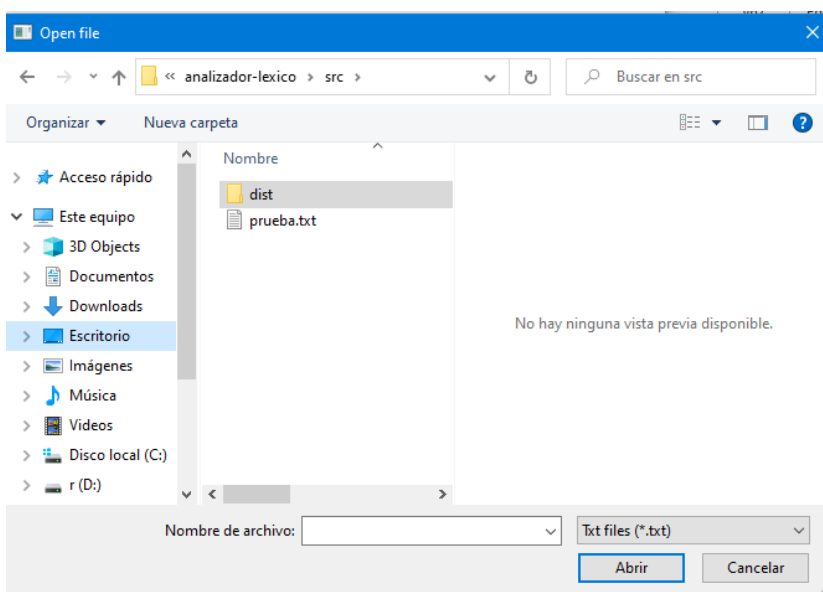 Open file
« analizador-lexico > src >
Buscar en src
Organizar
Nueva carpeta
Nombre
Acceso rápido
dist
Este equipo
prueba.txt
3D Objects
Documentos
Downloads
Escritorio
No hay ninguna vista previa disponible.
Imágenes
Música
Videos
Disco local (C:)
r (D:)
Nombre de archivo:
Txt files (*.txt)
Abrir
Cancelar